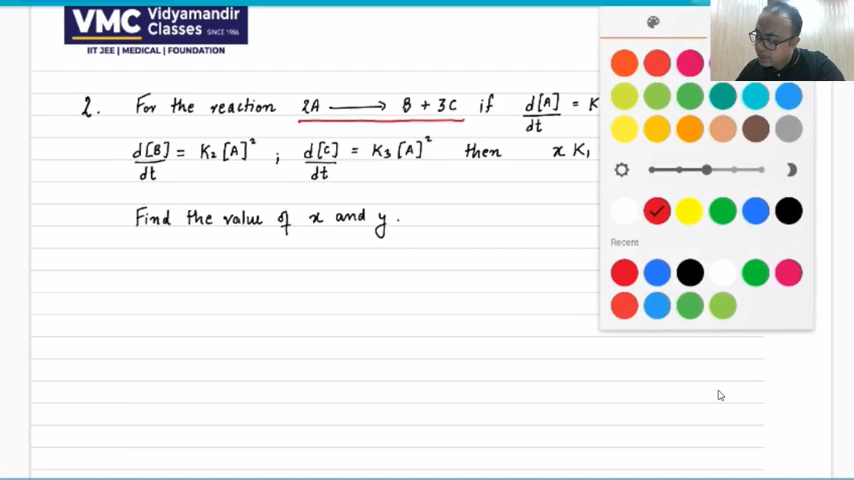 VMC Vidyamandir
Classes SINCE 1986
IIT JEE | MEDICAL | FOUNDATION
2. For the reaction 2A ⟶ B + 3C if d[A]/dt = K
d[B]/dt = K₂[A]² ; d[C]/dt = K₃[A]² then x K₁
Find the value of x and y.
Recent